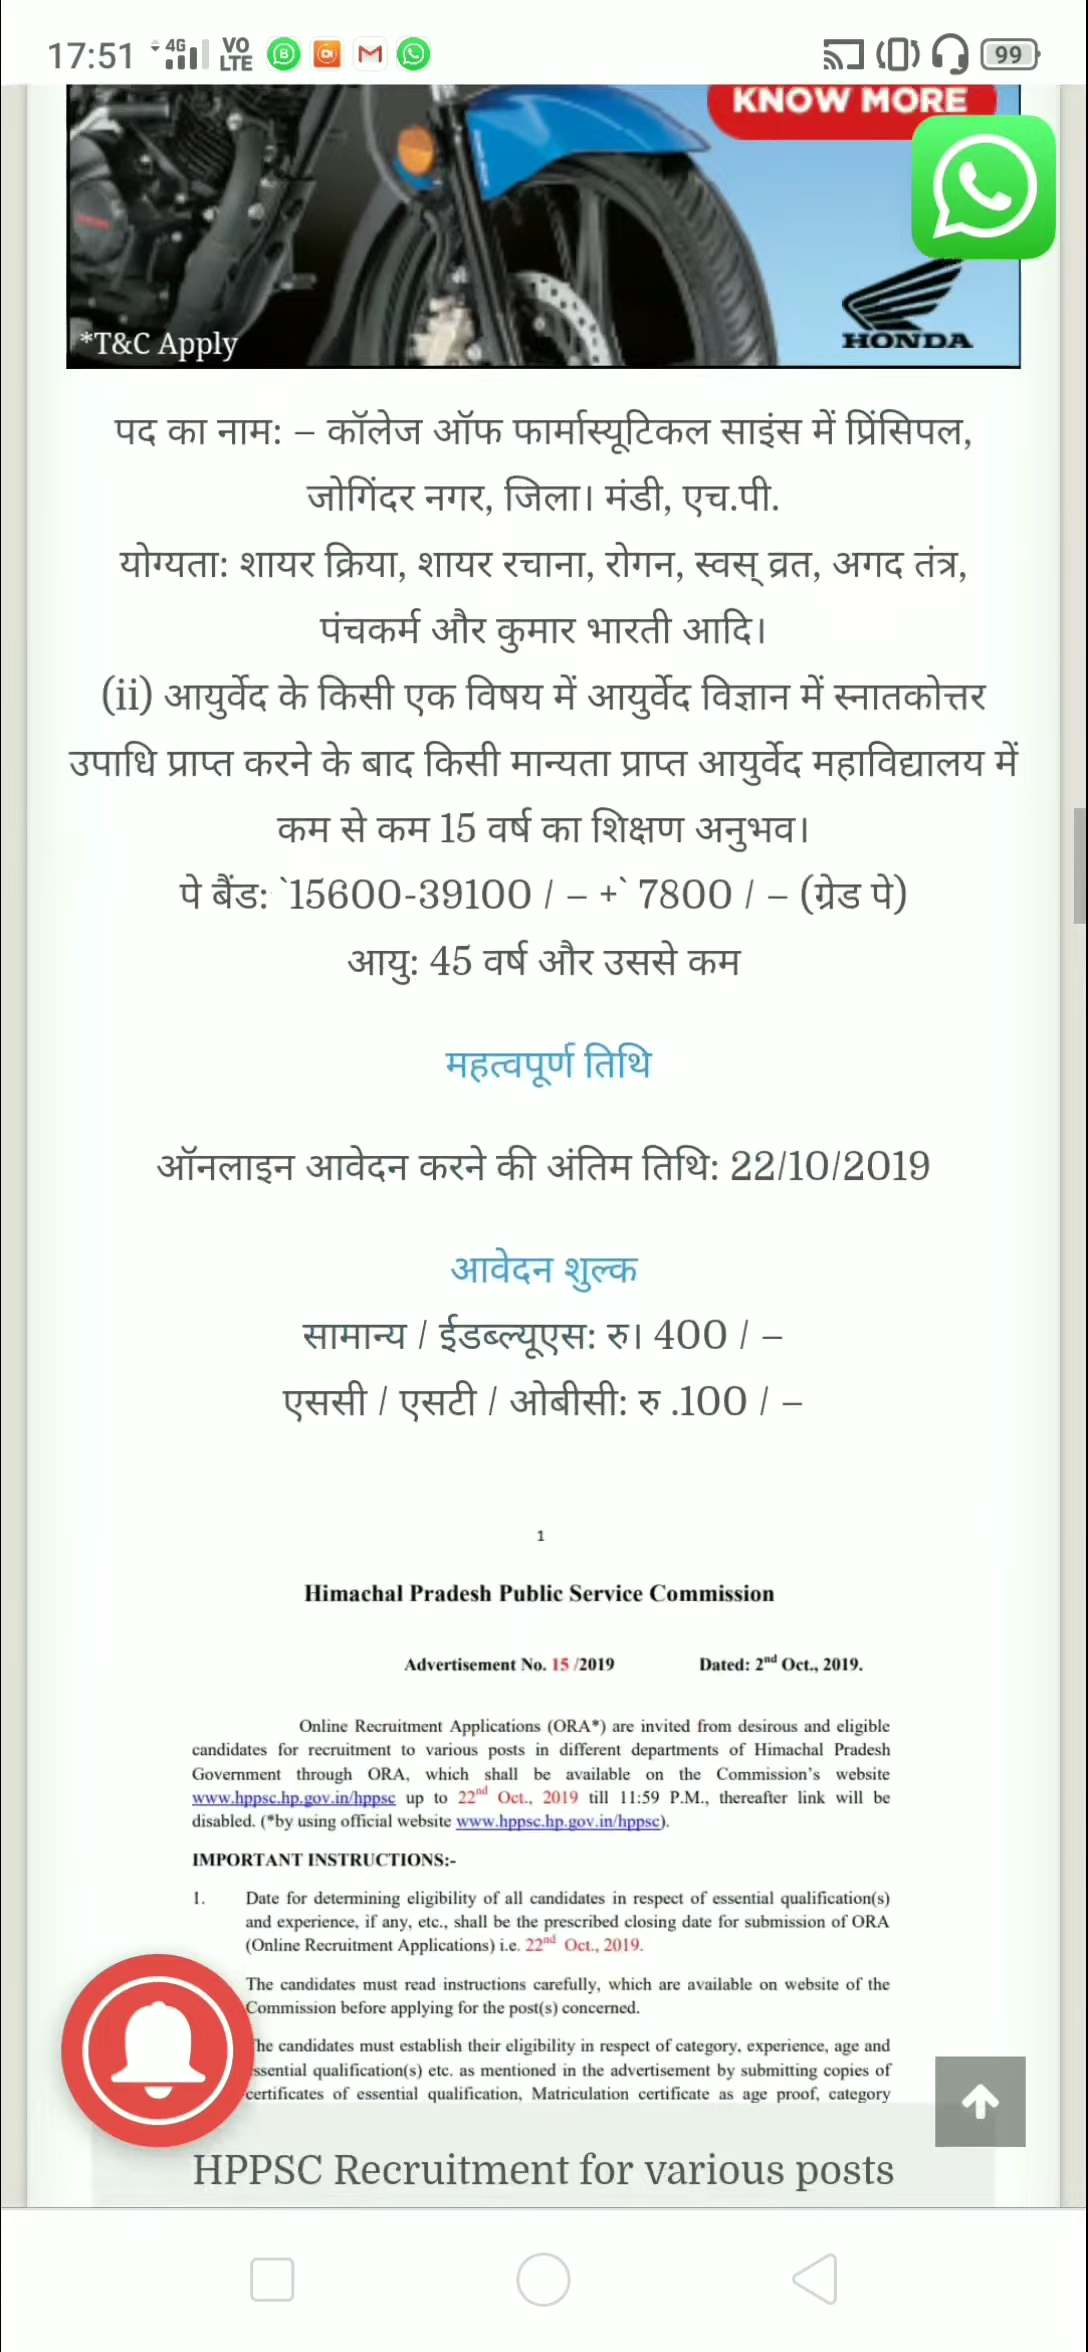 17:51 4G VO LTE 99
KNOW MORE
HONDA
*T&C Apply
पद का नाम: – कॉलेज ऑफ फार्मास्यूटिकल साइंस में प्रिंसिपल,
जोगिंदर नगर, जिला। मंडी, एच.पी.
योग्यता: शायर क्रिया, शायर रचाना, रोगन, स्वस् व्रत, अगद तंत्र,
पंचकर्म और कुमार भारती आदि।
(ii) आयुर्वेद के किसी एक विषय में आयुर्वेद विज्ञान में स्नातकोत्तर
उपाधि प्राप्त करने के बाद किसी मान्यता प्राप्त आयुर्वेद महाविद्यालय में
कम से कम 15 वर्ष का शिक्षण अनुभव।
पे बैंड: `15600-39100 / – +` 7800 / – (ग्रेड पे)
आयु: 45 वर्ष और उससे कम
महत्वपूर्ण तिथि
ऑनलाइन आवेदन करने की अंतिम तिथि: 22/10/2019
आवेदन शुल्क
सामान्य / ईडब्ल्यूएस: रु। 400 / –
एससी / एसटी / ओबीसी: रु .100 / –
1
Himachal Pradesh Public Service Commission
Advertisement No. 15 /2019 Dated: 2nd Oct., 2019.
Online Recruitment Applications (ORA*) are invited from desirous and eligible
candidates for recruitment to various posts in different departments of Himachal Pradesh
Government through ORA, which shall be available on the Commission's website
www.hppsc.hp.gov.in/hppsc up to 22nd Oct., 2019 till 11:59 P.M., thereafter link will be
disabled. (*by using official website www.hppsc.hp.gov.in/hppsc).
IMPORTANT INSTRUCTIONS:-
1. Date for determining eligibility of all candidates in respect of essential qualification(s)
and experience, if any, etc., shall be the prescribed closing date for submission of ORA
(Online Recruitment Applications) i.e. 22nd Oct., 2019.
The candidates must read instructions carefully, which are available on website of the
Commission before applying for the post(s) concerned.
he candidates must establish their eligibility in respect of category, experience, age and
ssential qualification(s) etc. as mentioned in the advertisement by submitting copies of
certificates of essential qualification, Matriculation certificate as age proof, category
HPPSC Recruitment for various posts